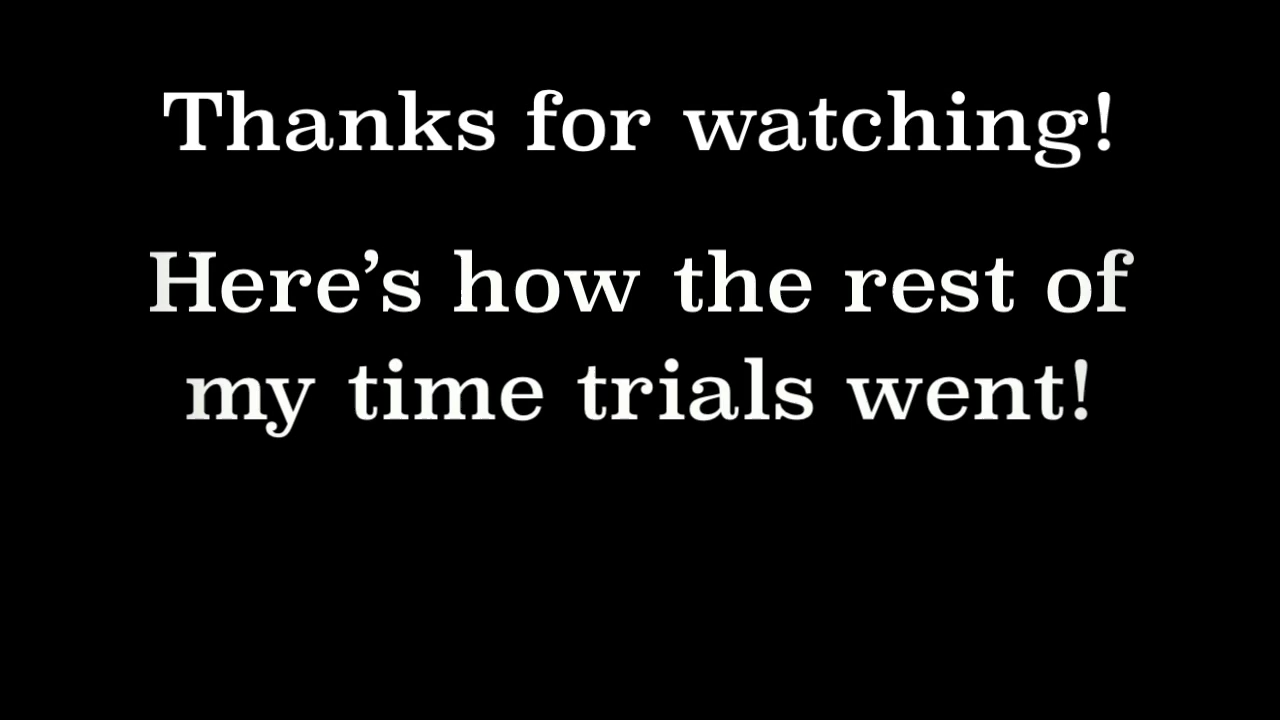 Thanks for watching!
Here’s how the rest of
my time trials went!